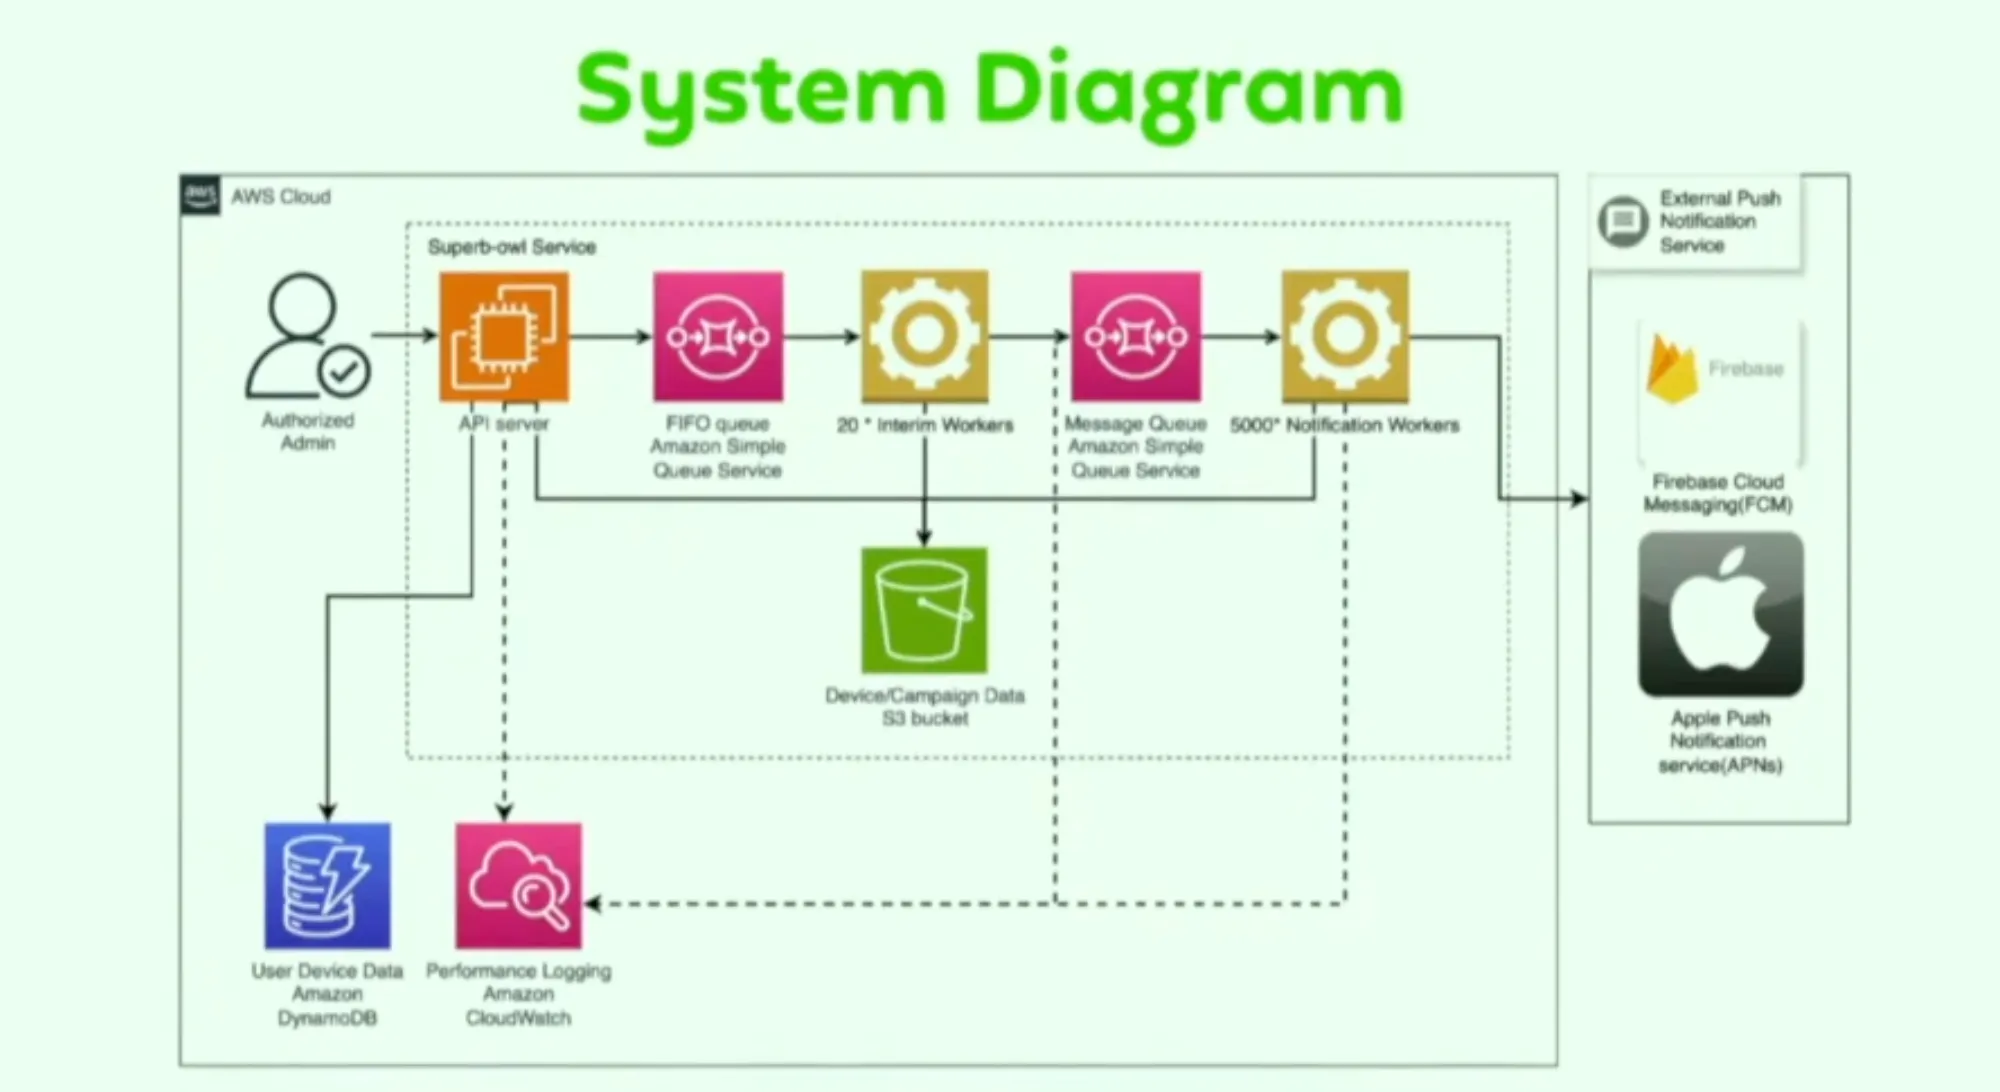 System Diagram
aws
AWS Cloud
External Push
Notification
Service
Superb-owl Service
Firebase
Authorized
Admin
API server
FIFO queue
Amazon Simple
Queue Service
20 * Interim Workers
Message Queue
Amazon Simple
Queue Service
5000* Notification Workers
Firebase Cloud
Messaging(FCM)
Device/Campaign Data
S3 bucket
Apple Push
Notification
service(APNs)
User Device Data
Amazon
DynamoDB
Performance Logging
Amazon
CloudWatch